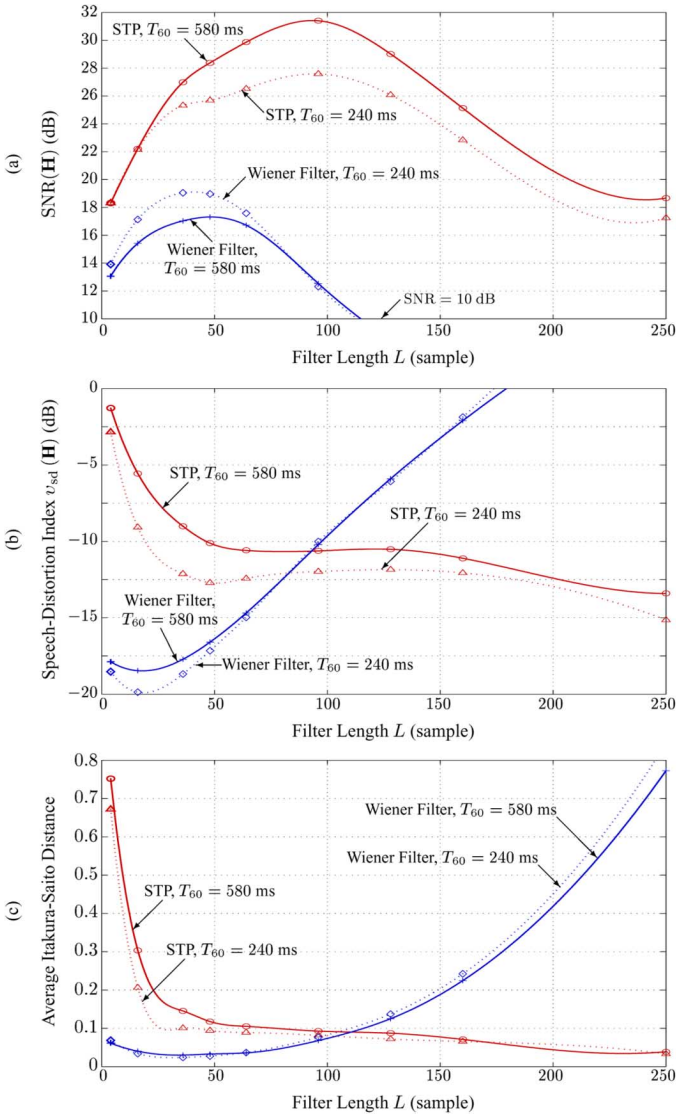 (a)
SNR(H) (dB)
32
30
28
26
24
22
20
18
16
14
12
10
STP, T60 = 580 ms
STP, T60 = 240 ms
Wiener Filter, T60 = 240 ms
Wiener Filter,
T60 = 580 ms
SNR = 10 dB
0
50
100
150
200
250
Filter Length L (sample)
(b)
Speech-Distortion Index υsd (H) (dB)
0
−5
−10
−15
−20
STP, T60 = 580 ms
STP, T60 = 240 ms
Wiener Filter,
T60 = 580 ms
Wiener Filter, T60 = 240 ms
0
50
100
150
200
250
Filter Length L (sample)
(c)
Average Itakura-Saito Distance
0.8
0.7
0.6
0.5
0.4
0.3
0.2
0.1
0
Wiener Filter, T60 = 580 ms
Wiener Filter, T60 = 240 ms
STP, T60 = 580 ms
STP, T60 = 240 ms
0
50
100
150
200
250
Filter Length L (sample)